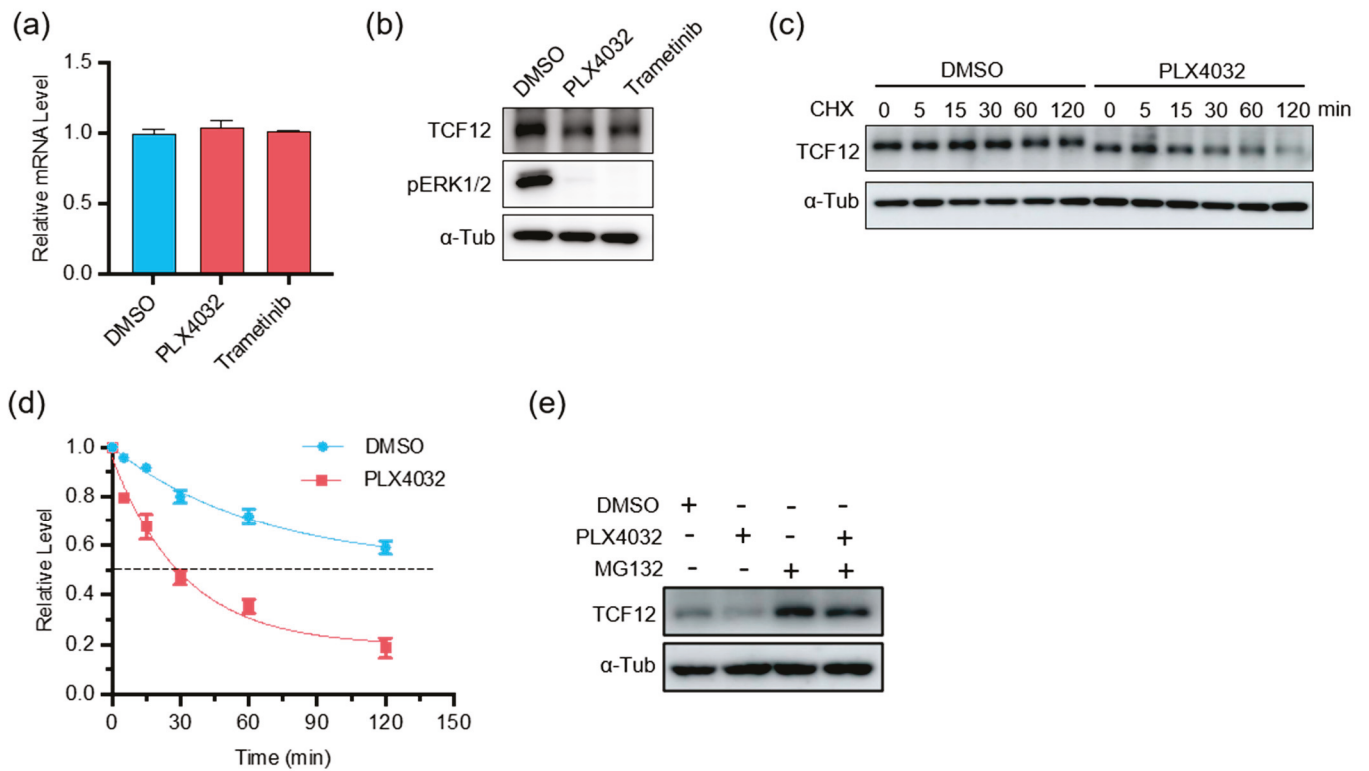 (a)
1.5
1.0
0.5
0.0
Relative mRNA Level
DMSO
PLX4032
Trametinib
(b)
DMSO
PLX4032
Trametinib
TCF12
pERK1/2
α-Tub
(c)
DMSO PLX4032
CHX 0 5 15 30 60 120 0 5 15 30 60 120 min
TCF12
α-Tub
(d)
1.0
0.8
0.6
0.4
0.2
0.0
Relative Level
DMSO
PLX4032
0 30 60 90 120 150
Time (min)
(e)
DMSO + - - -
PLX4032 - + - +
MG132 - - + +
TCF12
α-Tub